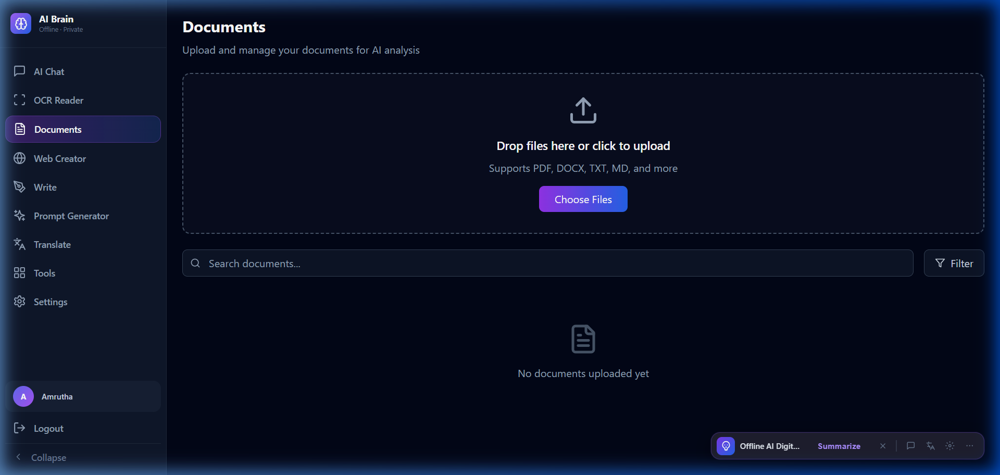 AI Brain
Offline · Private
AI Chat
OCR Reader
Documents
Web Creator
Write
Prompt Generator
Translate
Tools
Settings
A
Amrutha
Logout
Collapse
Documents
Upload and manage your documents for AI analysis
Drop files here or click to upload
Supports PDF, DOCX, TXT, MD, and more
Choose Files
Search documents...
Filter
No documents uploaded yet
Offline AI Digit... Summarize